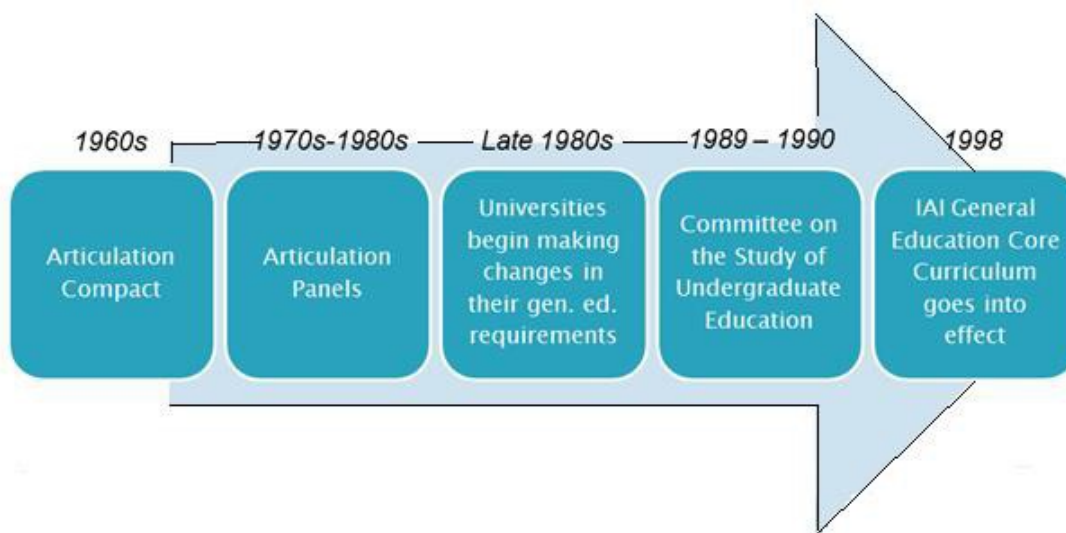 1960s
1970s-1980s
Late 1980s
1989 – 1990
1998
Articulation
Compact
Articulation
Panels
Universities
begin making
changes in
their gen. ed.
requirements
Committee on
the Study of
Undergraduate
Education
IAI General
Education Core
Curriculum
goes into
effect